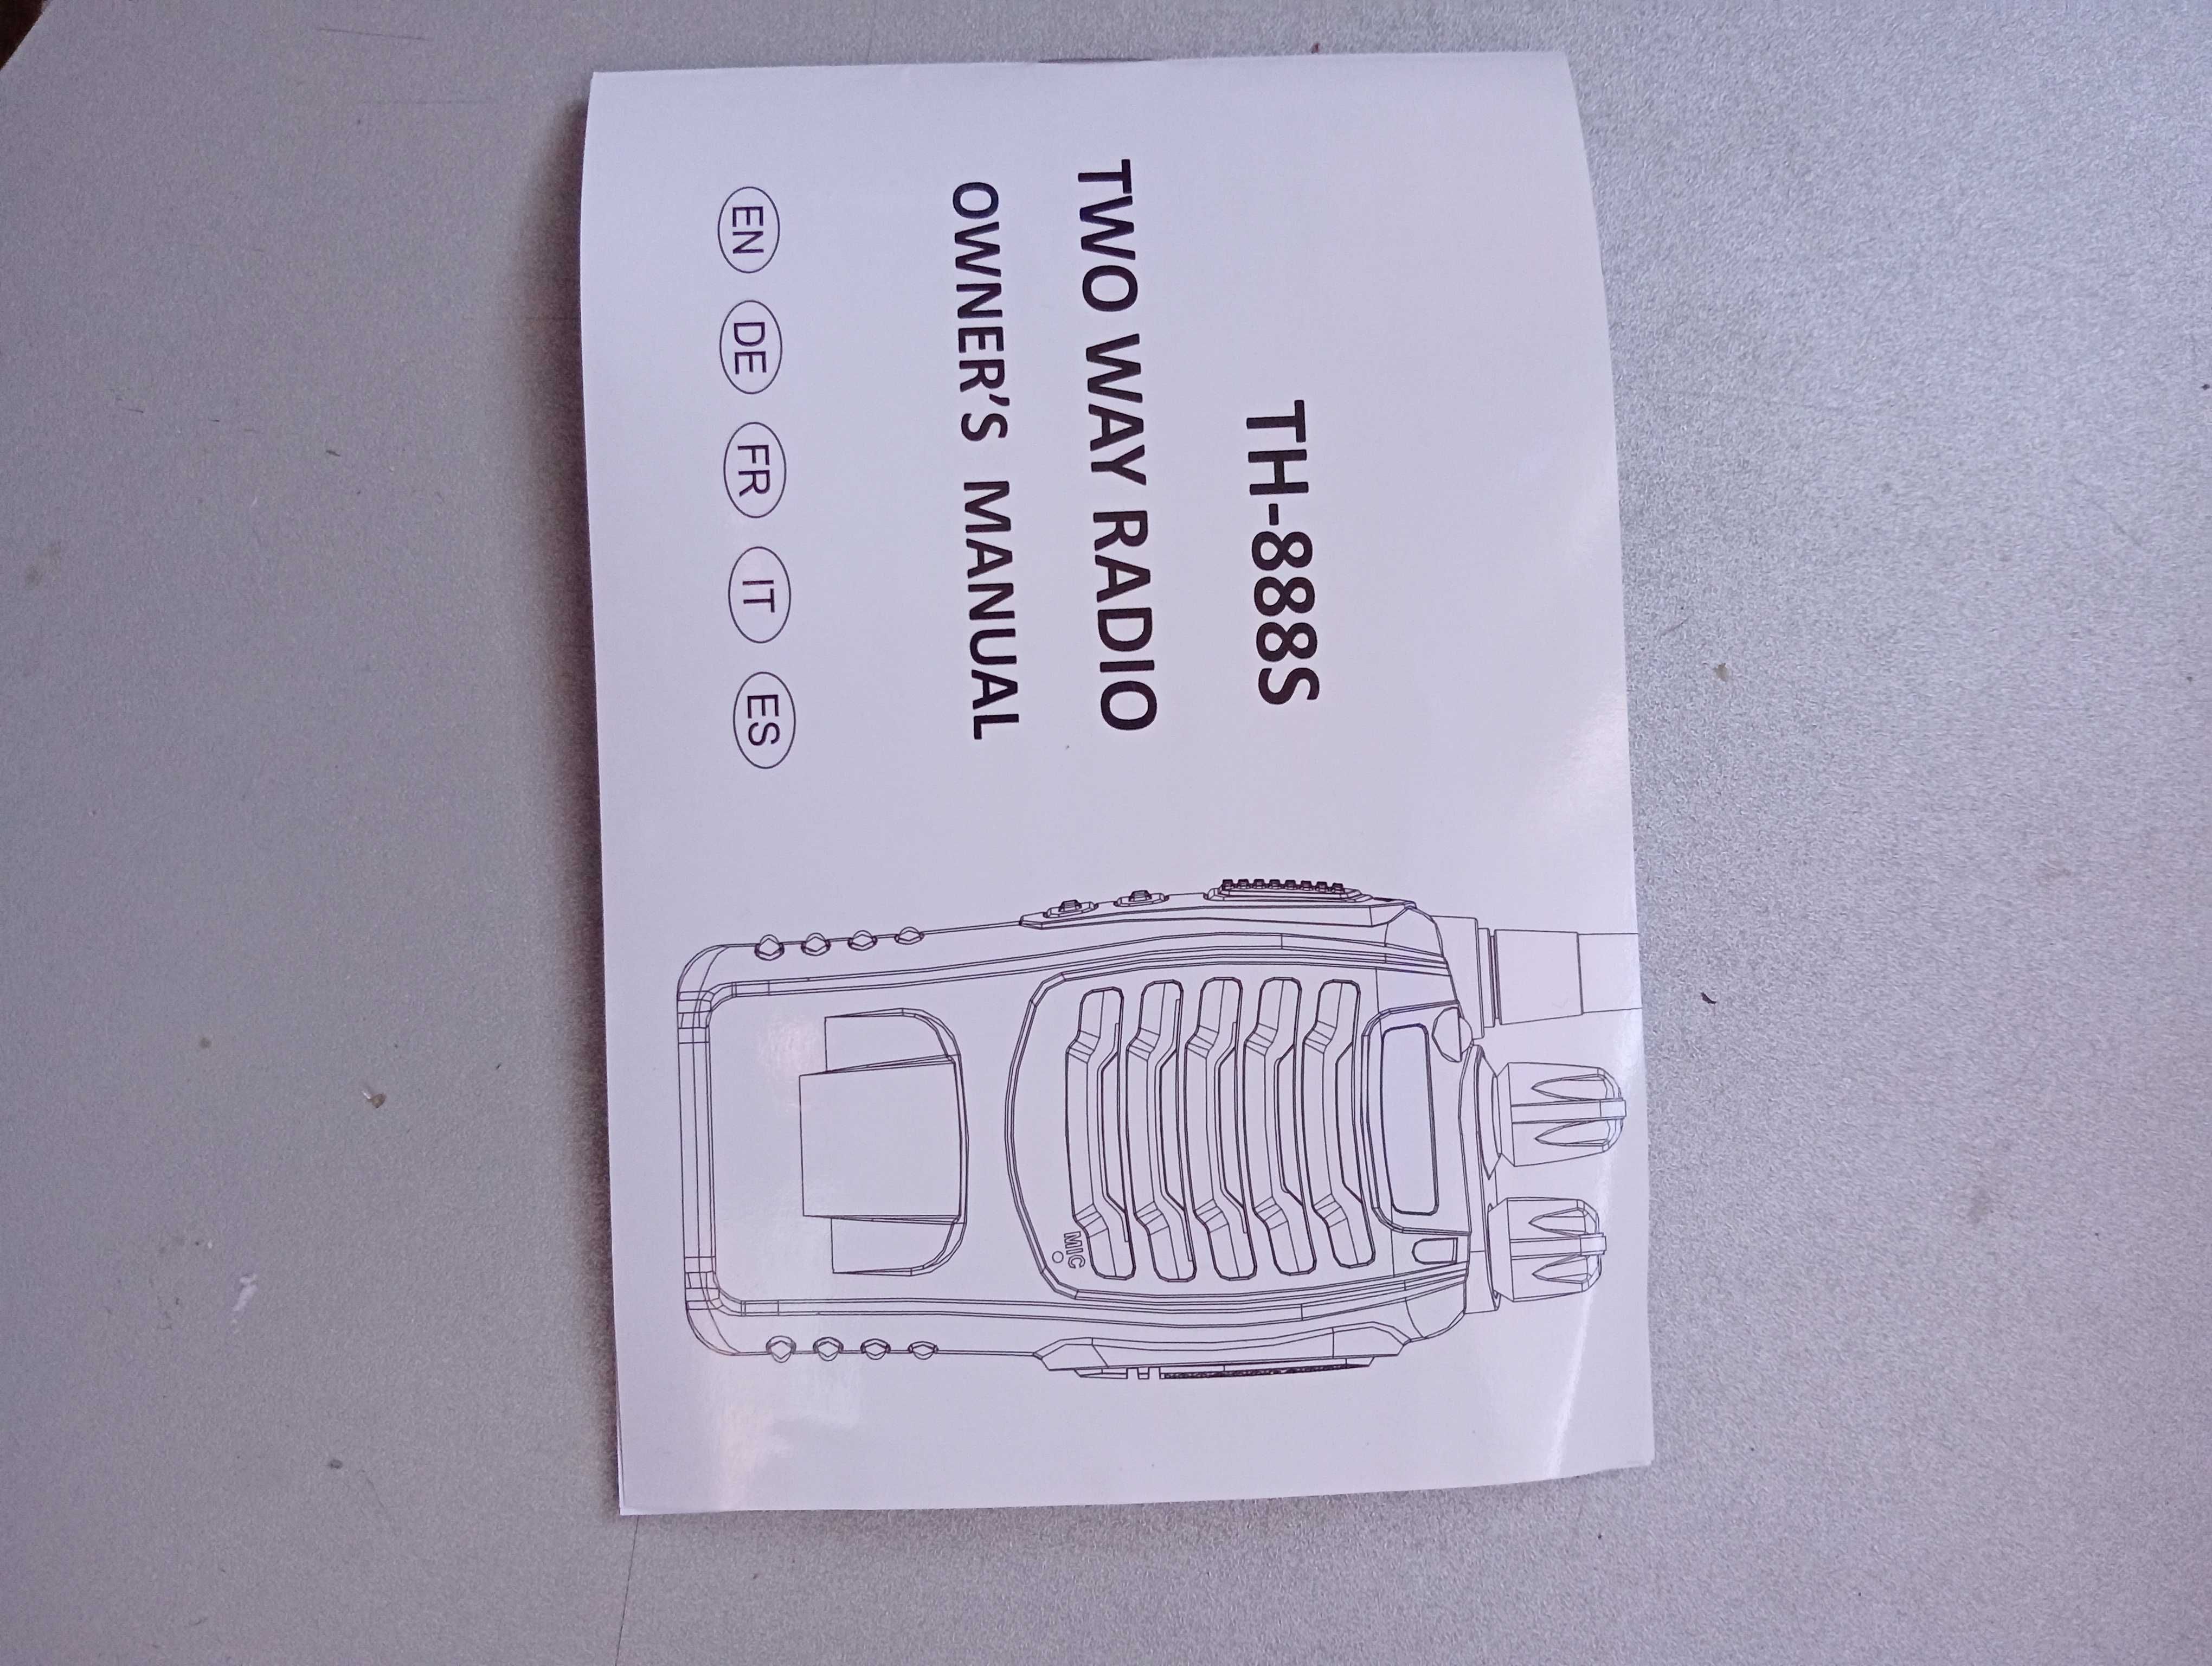 TH-888S
TWO WAY RADIO
OWNER'S MANUAL
EN DE FR IT ES
MIC